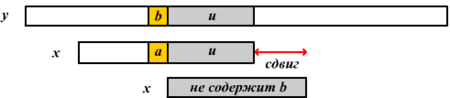 y b u
x a u
сдвиг
x не содержит b